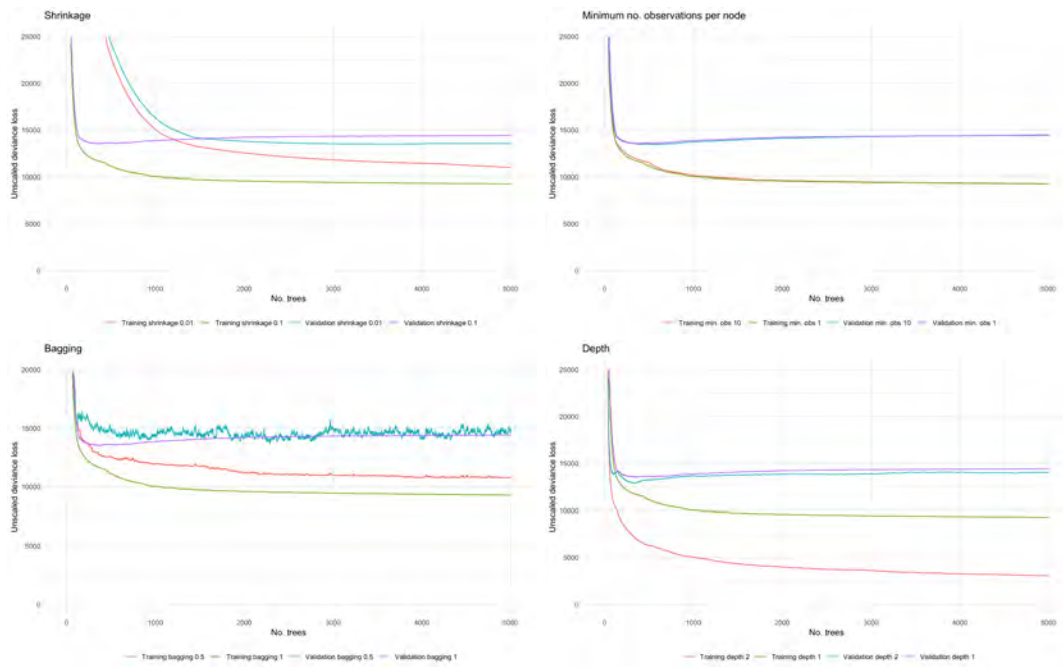 Shrinkage
25000
20000
15000
10000
5000
0
Unscaled deviance loss
0 1000 2000 3000 4000 5000
No. trees
Training shrinkage 0.01 Training shrinkage 0.1 Validation shrinkage 0.01 Validation shrinkage 0.1
Minimum no. observations per node
25000
20000
15000
10000
5000
0
Unscaled deviance loss
0 1000 2000 3000 4000 5000
No. trees
Training min. obs 10 Training min. obs 1 Validation min. obs 10 Validation min. obs 1
Bagging
20000
15000
10000
5000
0
Unscaled deviance loss
0 1000 2000 3000 4000 5000
No. trees
Training bagging 0.5 Training bagging 1 Validation bagging 0.5 Validation bagging 1
Depth
25000
20000
15000
10000
5000
0
Unscaled deviance loss
0 1000 2000 3000 4000 5000
No. trees
Training depth 2 Training depth 1 Validation depth 2 Validation depth 1